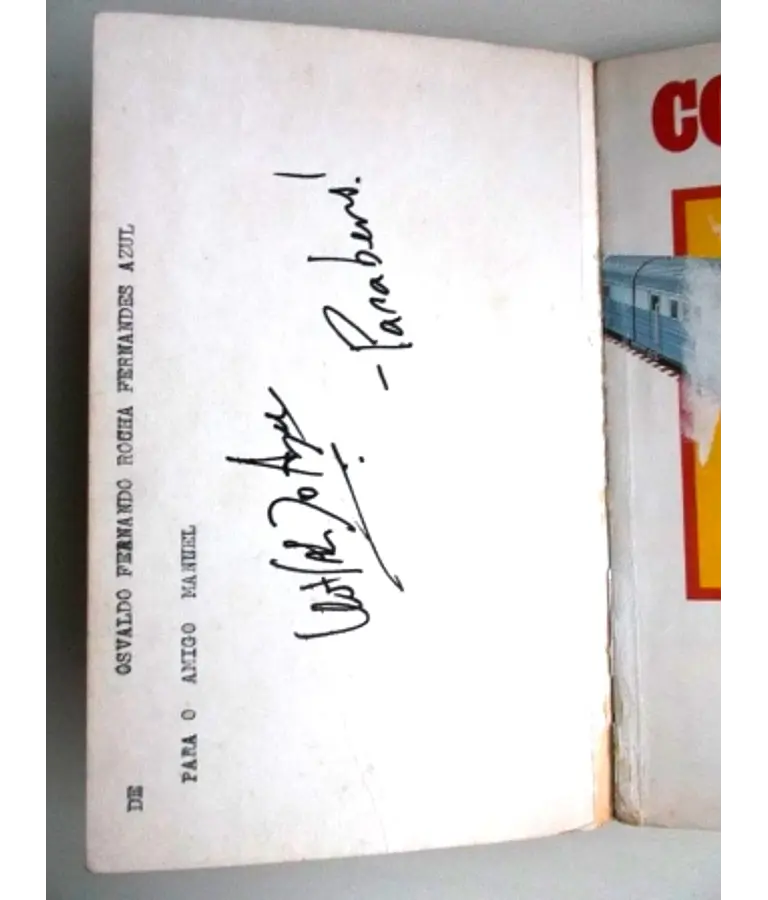 DE OSVALDO FERNANDO ROCHA FERNANDES AZUL
PARA O AMIGO MANUEL
- Parabens!
CO